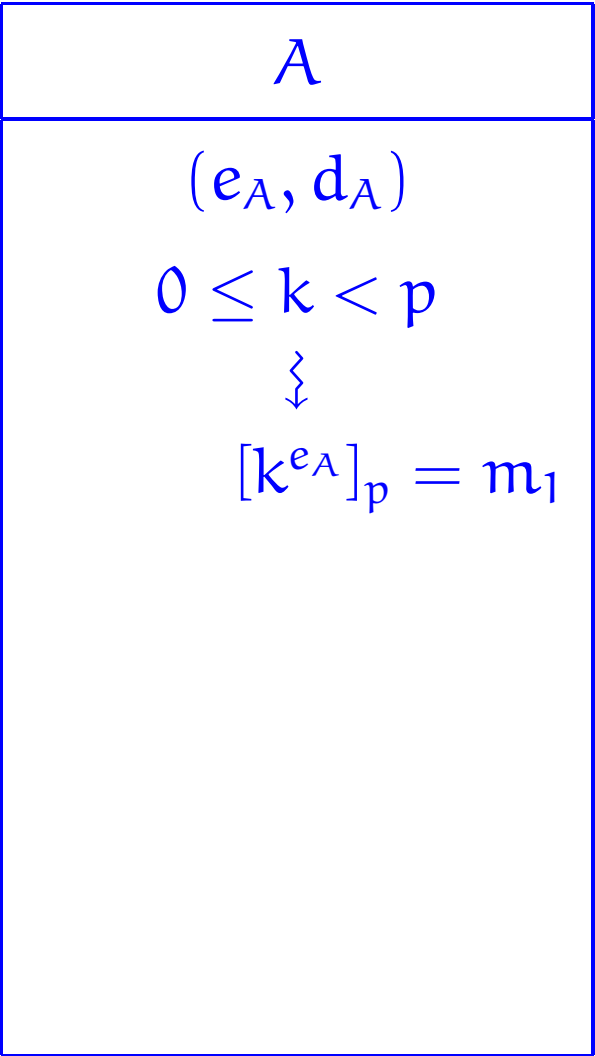 A
(e_A, d_A)
0 ≤ k < p
[k^{e_A}]_p = m_1